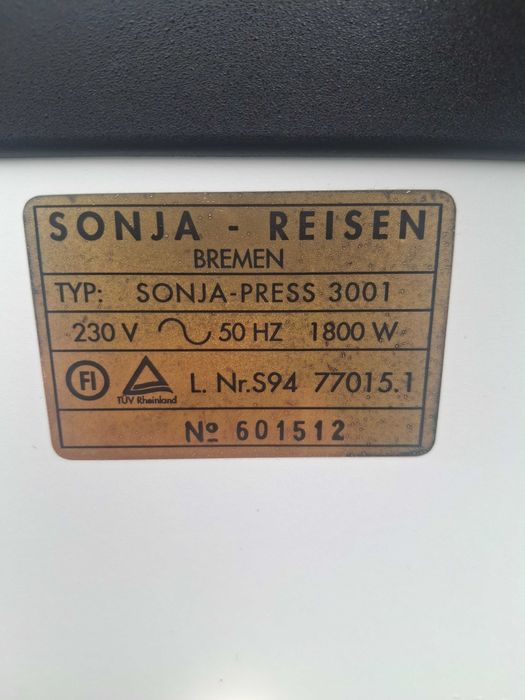 SONJA - REISEN
BREMEN
TYP: SONJA-PRESS 3001
230 V 50 HZ 1800 W
FI TÜV Rheinland L. Nr.S94 77015.1
Nº 601512